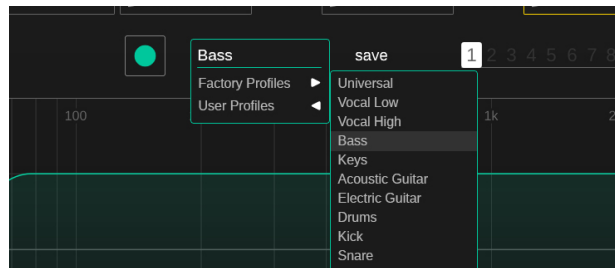 Bass save 1 2 3 4 5 6 7 8
Factory Profiles
User Profiles
Universal
Vocal Low
Vocal High
Bass
Keys
Acoustic Guitar
Electric Guitar
Drums
Kick
Snare
100 1k 2